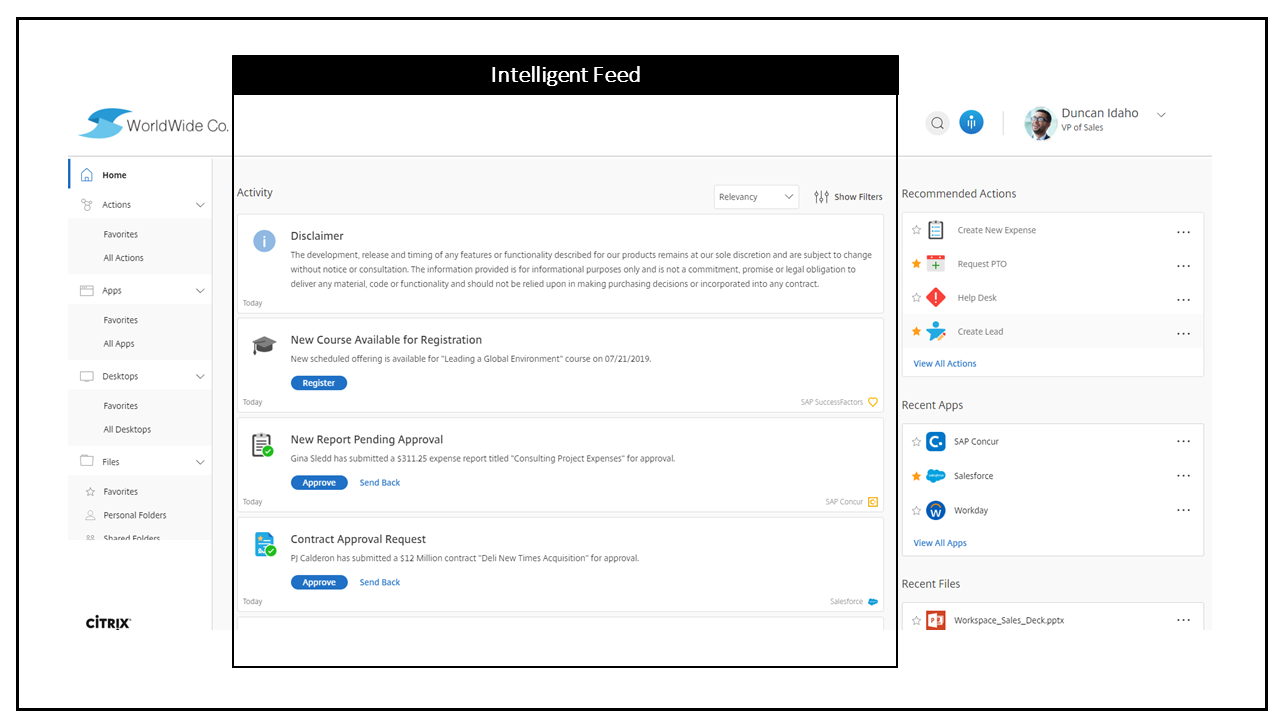 Intelligent Feed
WorldWide Co.
Duncan Idaho
VP of Sales
Home
Actions
Favorites
All Actions
Apps
Favorites
All Apps
Desktops
Favorites
All Desktops
Files
Favorites
Personal Folders
Shared Folders
CİTRIX
Activity
Relevancy
Show Filters
Disclaimer
The development, release and timing of any features or functionality described for our products remains at our sole discretion and are subject to change
without notice or consultation. The information provided is for informational purposes only and is not a commitment, promise or legal obligation to
deliver any material, code or functionality and should not be relied upon in making purchasing decisions or incorporated into any contract.
Today
New Course Available for Registration
New scheduled offering is available for "Leading a Global Environment" course on 07/21/2019.
Register
Today
SAP SuccessFactors
New Report Pending Approval
Gina Sledd has submitted a $311.25 expense report titled "Consulting Project Expenses" for approval.
Approve
Send Back
Today
SAP Concur
Contract Approval Request
PJ Calderon has submitted a $12 Million contract "Deli New Times Acquisition" for approval.
Approve
Send Back
Today
Salesforce
Recommended Actions
Create New Expense
Request PTO
Help Desk
Create Lead
View All Actions
Recent Apps
SAP Concur
Salesforce
Workday
View All Apps
Recent Files
Workspace_Sales_Deck.pptx